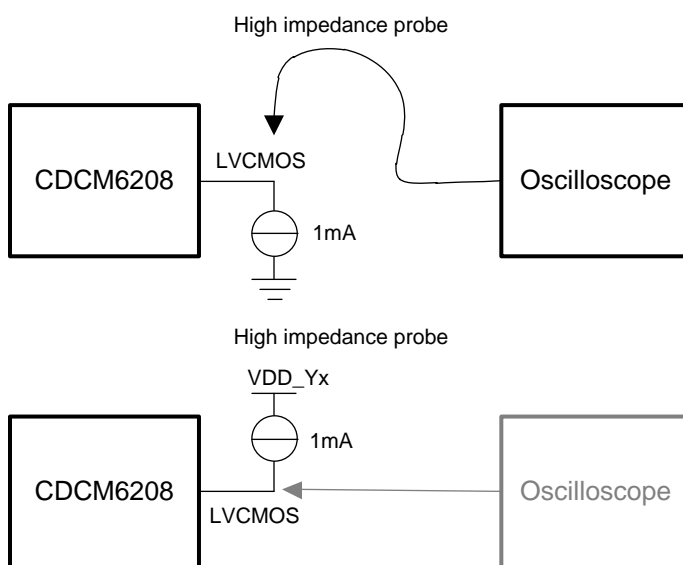 High impedance probe
CDCM6208
LVCMOS
Oscilloscope
1mA
High impedance probe
VDD_Yx
1mA
CDCM6208
Oscilloscope
LVCMOS